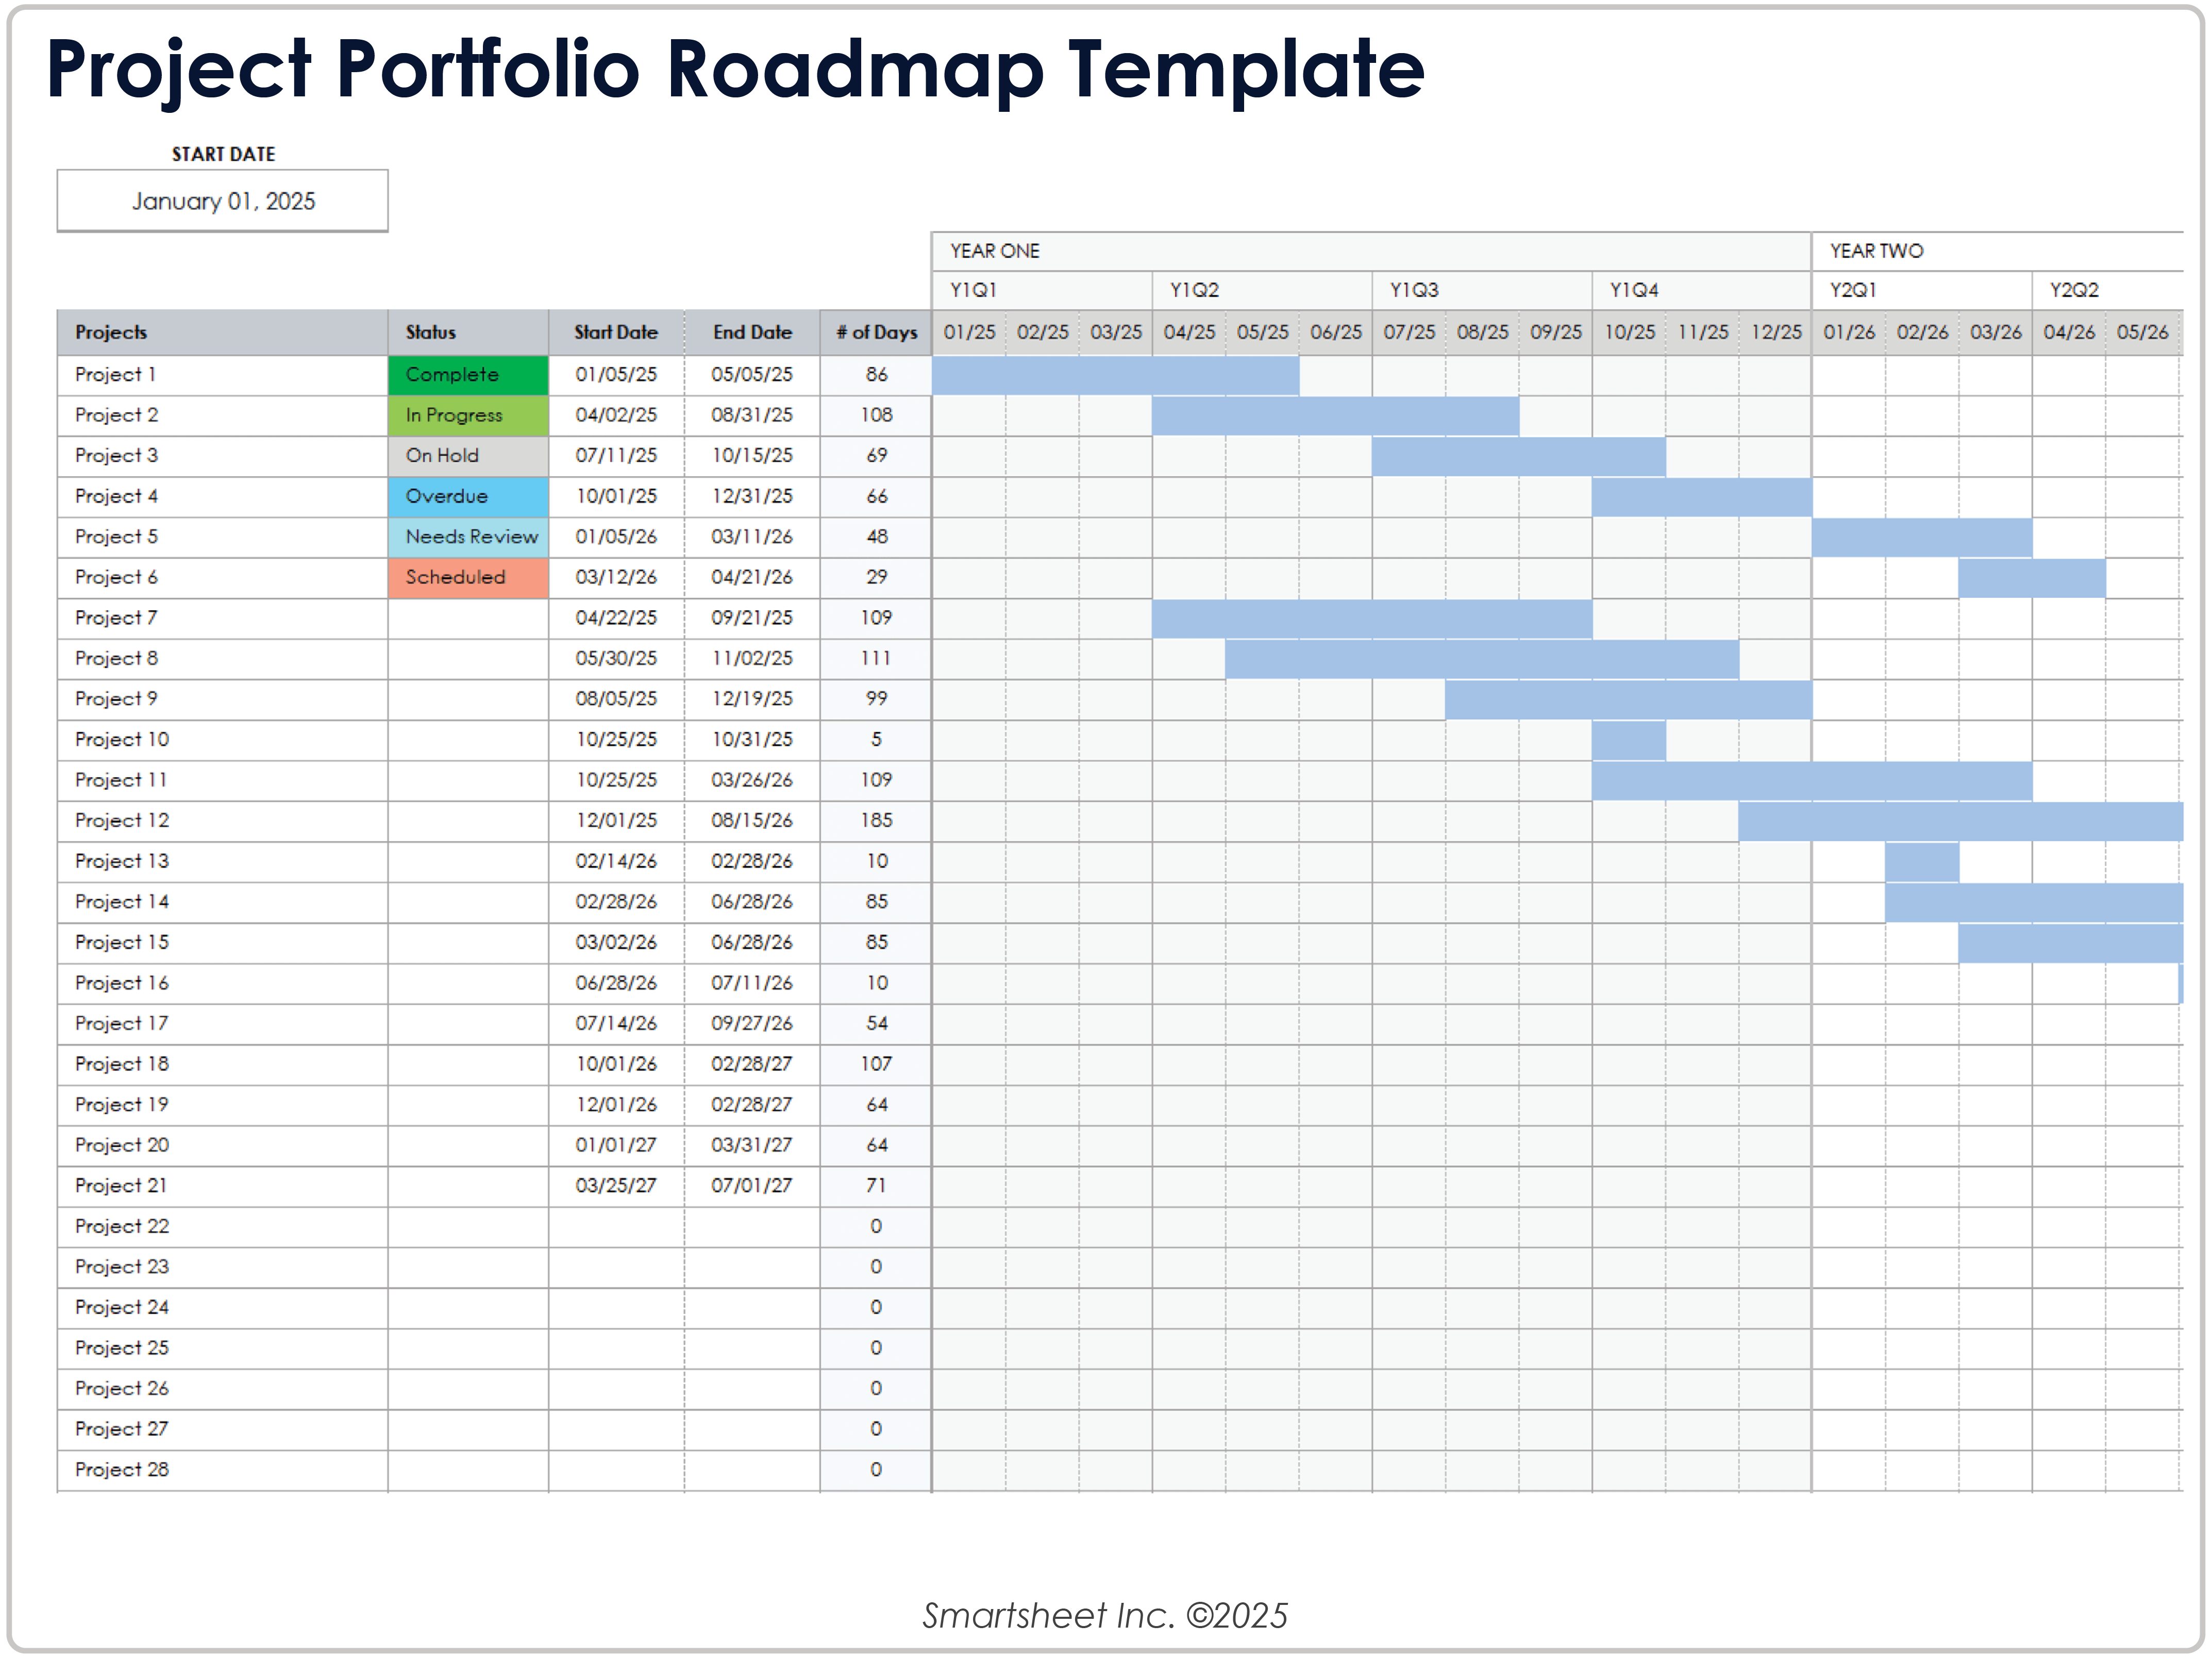 Project Portfolio Roadmap Template
START DATE
January 01, 2025
YEAR ONE YEAR TWO
Y1Q1 Y1Q2 Y1Q3 Y1Q4 Y2Q1 Y2Q2
Projects Status Start Date End Date # of Days 01/25 02/25 03/25 04/25 05/25 06/25 07/25 08/25 09/25 10/25 11/25 12/25 01/26 02/26 03/26 04/26 05/26
Project 1 Complete 01/05/25 05/05/25 86
Project 2 In Progress 04/02/25 08/31/25 108
Project 3 On Hold 07/11/25 10/15/25 69
Project 4 Overdue 10/01/25 12/31/25 66
Project 5 Needs Review 01/05/26 03/11/26 48
Project 6 Scheduled 03/12/26 04/21/26 29
Project 7 04/22/25 09/21/25 109
Project 8 05/30/25 11/02/25 111
Project 9 08/05/25 12/19/25 99
Project 10 10/25/25 10/31/25 5
Project 11 10/25/25 03/26/26 109
Project 12 12/01/25 08/15/26 185
Project 13 02/14/26 02/28/26 10
Project 14 02/28/26 06/28/26 85
Project 15 03/02/26 06/28/26 85
Project 16 06/28/26 07/11/26 10
Project 17 07/14/26 09/27/26 54
Project 18 10/01/26 02/28/27 107
Project 19 12/01/26 02/28/27 64
Project 20 01/01/27 03/31/27 64
Project 21 03/25/27 07/01/27 71
Project 22 0
Project 23 0
Project 24 0
Project 25 0
Project 26 0
Project 27 0
Project 28 0
Smartsheet Inc. ©2025